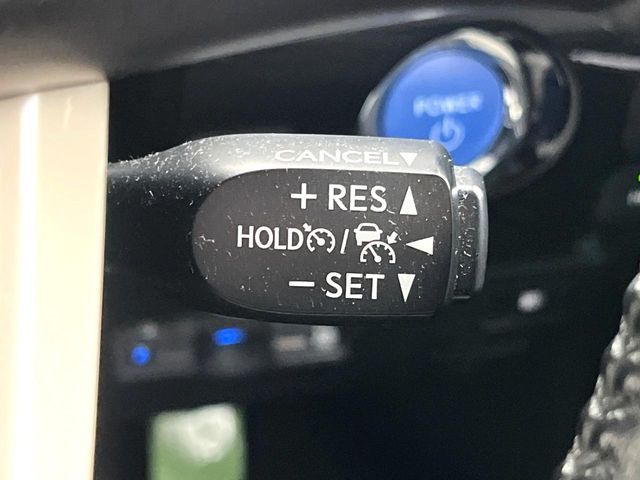 POWER
CANCEL▼
+ RES ▲
HOLD / ◀
− SET ▼